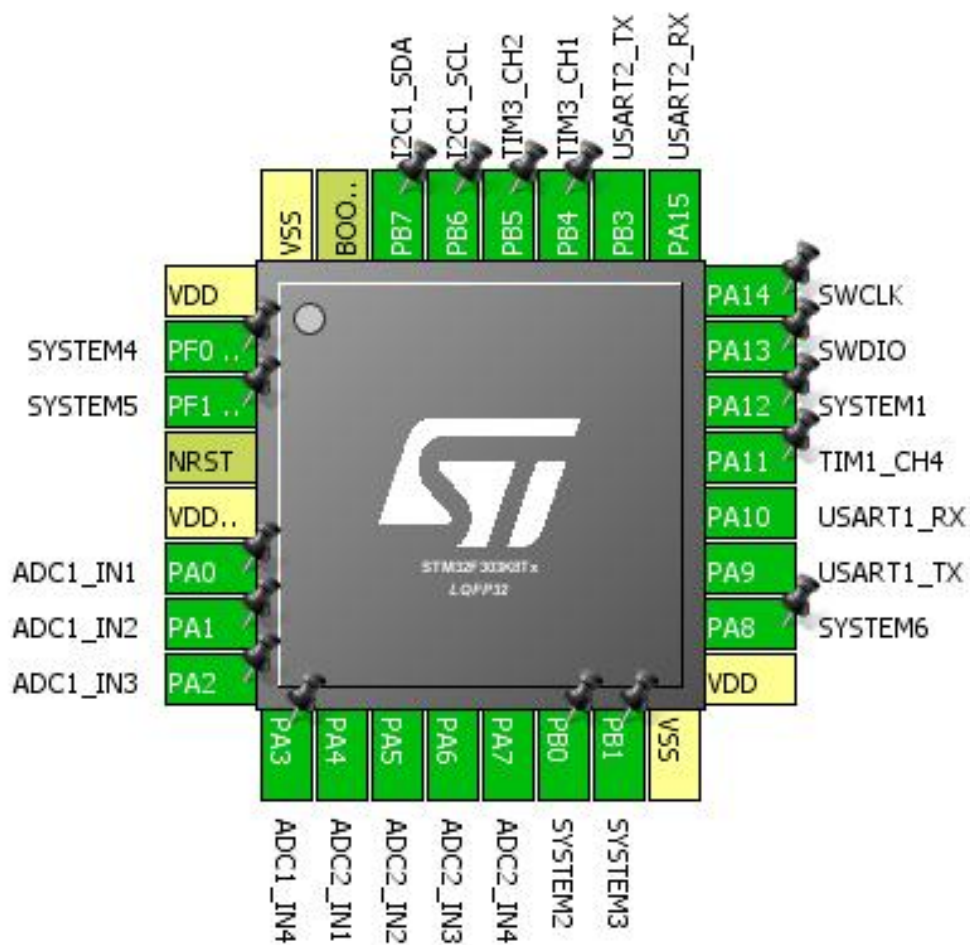 I2C1_SDA
I2C1_SCL
TIM3_CH2
TIM3_CH1
USART2_TX
USART2_RX
VSS
BOO..
PB7
PB6
PB5
PB4
PB3
PA15
VDD
SYSTEM4 PF0 ..
SYSTEM5 PF1 ..
NRST
VDD..
ADC1_IN1 PA0
ADC1_IN2 PA1
ADC1_IN3 PA2
STM32F303K8Tx
LQFP32
PA14 SWCLK
PA13 SWDIO
PA12 SYSTEM1
PA11 TIM1_CH4
PA10 USART1_RX
PA9 USART1_TX
PA8 SYSTEM6
VDD
PA3
PA4
PA5
PA6
PA7
PB0
PB1
VSS
ADC1_IN4
ADC2_IN1
ADC2_IN2
ADC2_IN3
ADC2_IN4
SYSTEM2
SYSTEM3